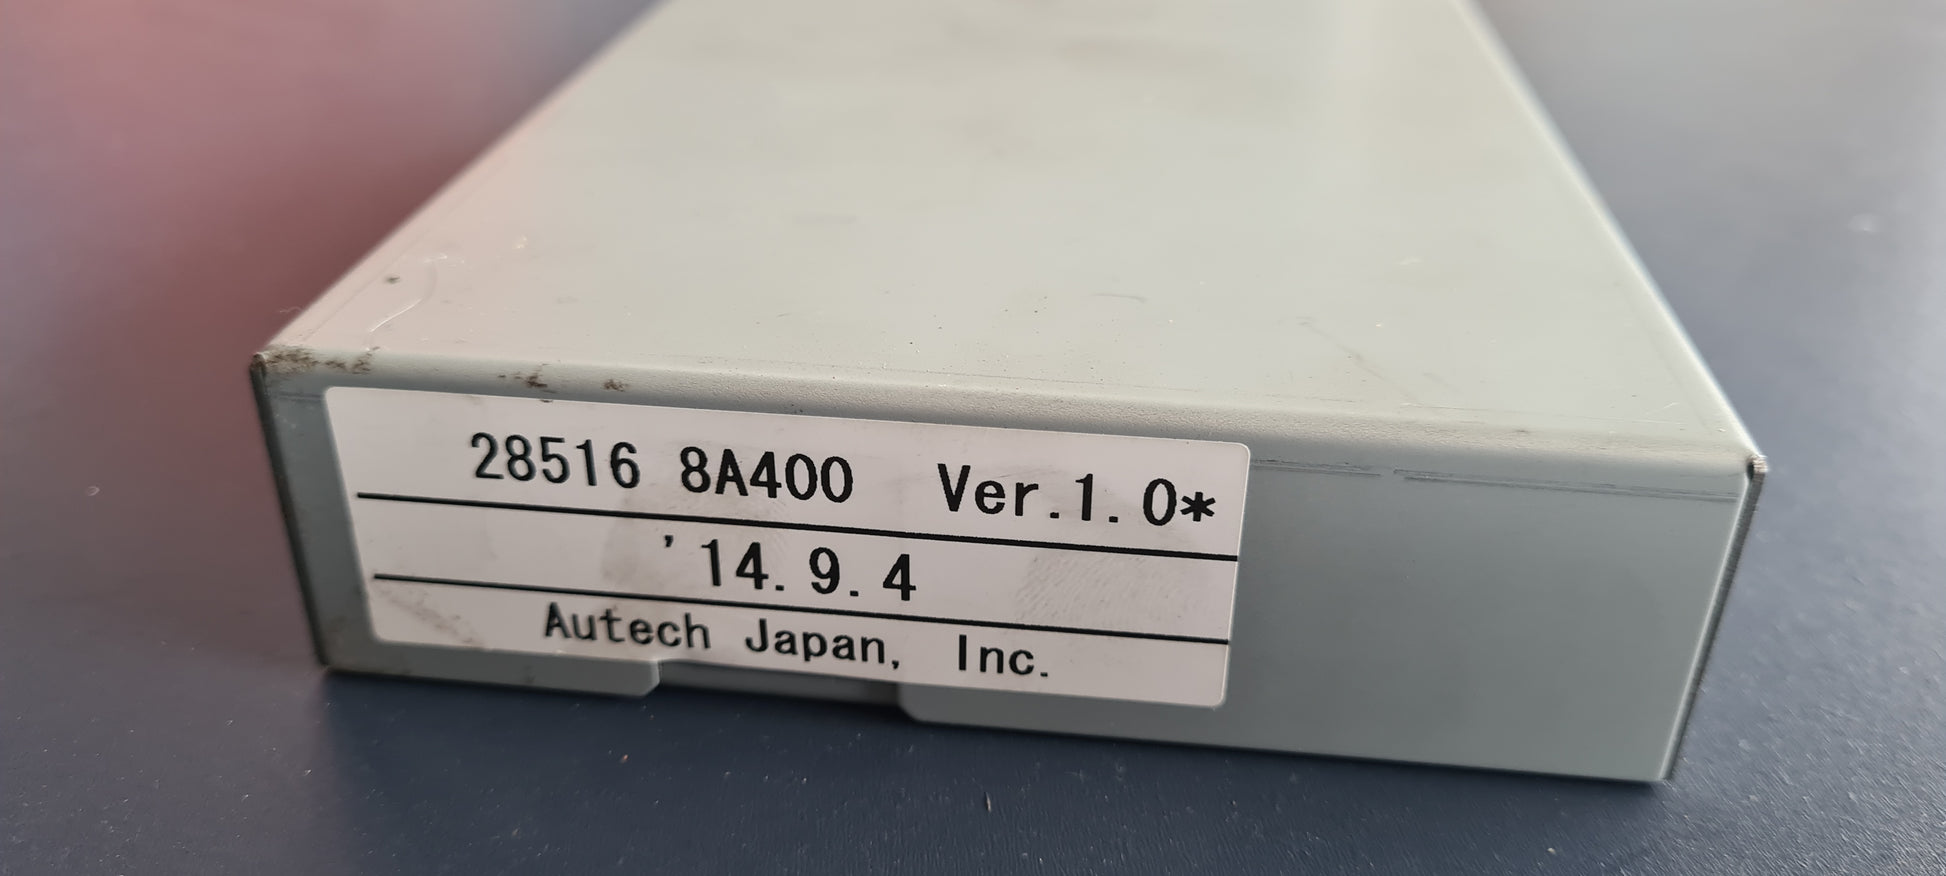 28516 8A400 Ver.1.0*
'14.9.4
Autech Japan, Inc.